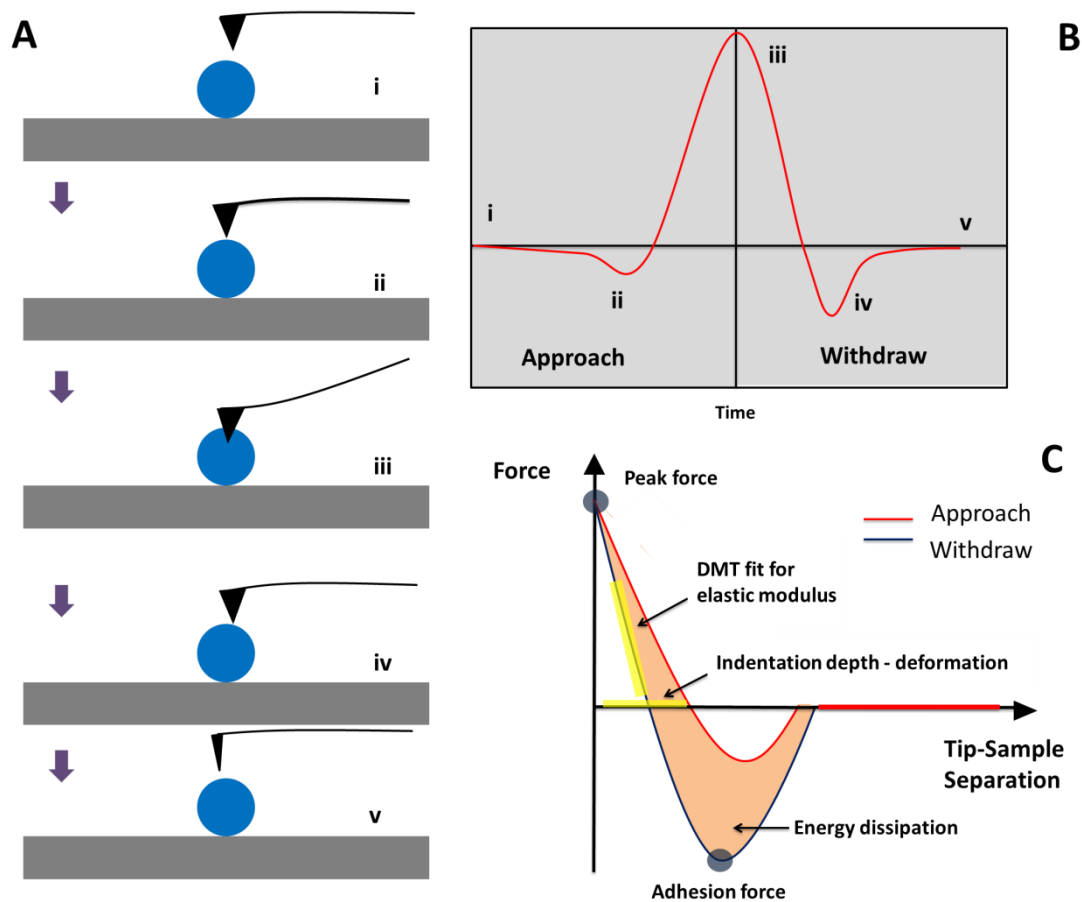 A
i
ii
iii
iv
v
B
i
ii
iii
iv
v
Approach
Withdraw
Time
C
Force
Peak force
Approach
Withdraw
DMT fit for
elastic modulus
Indentation depth - deformation
Tip-Sample
Separation
Energy dissipation
Adhesion force